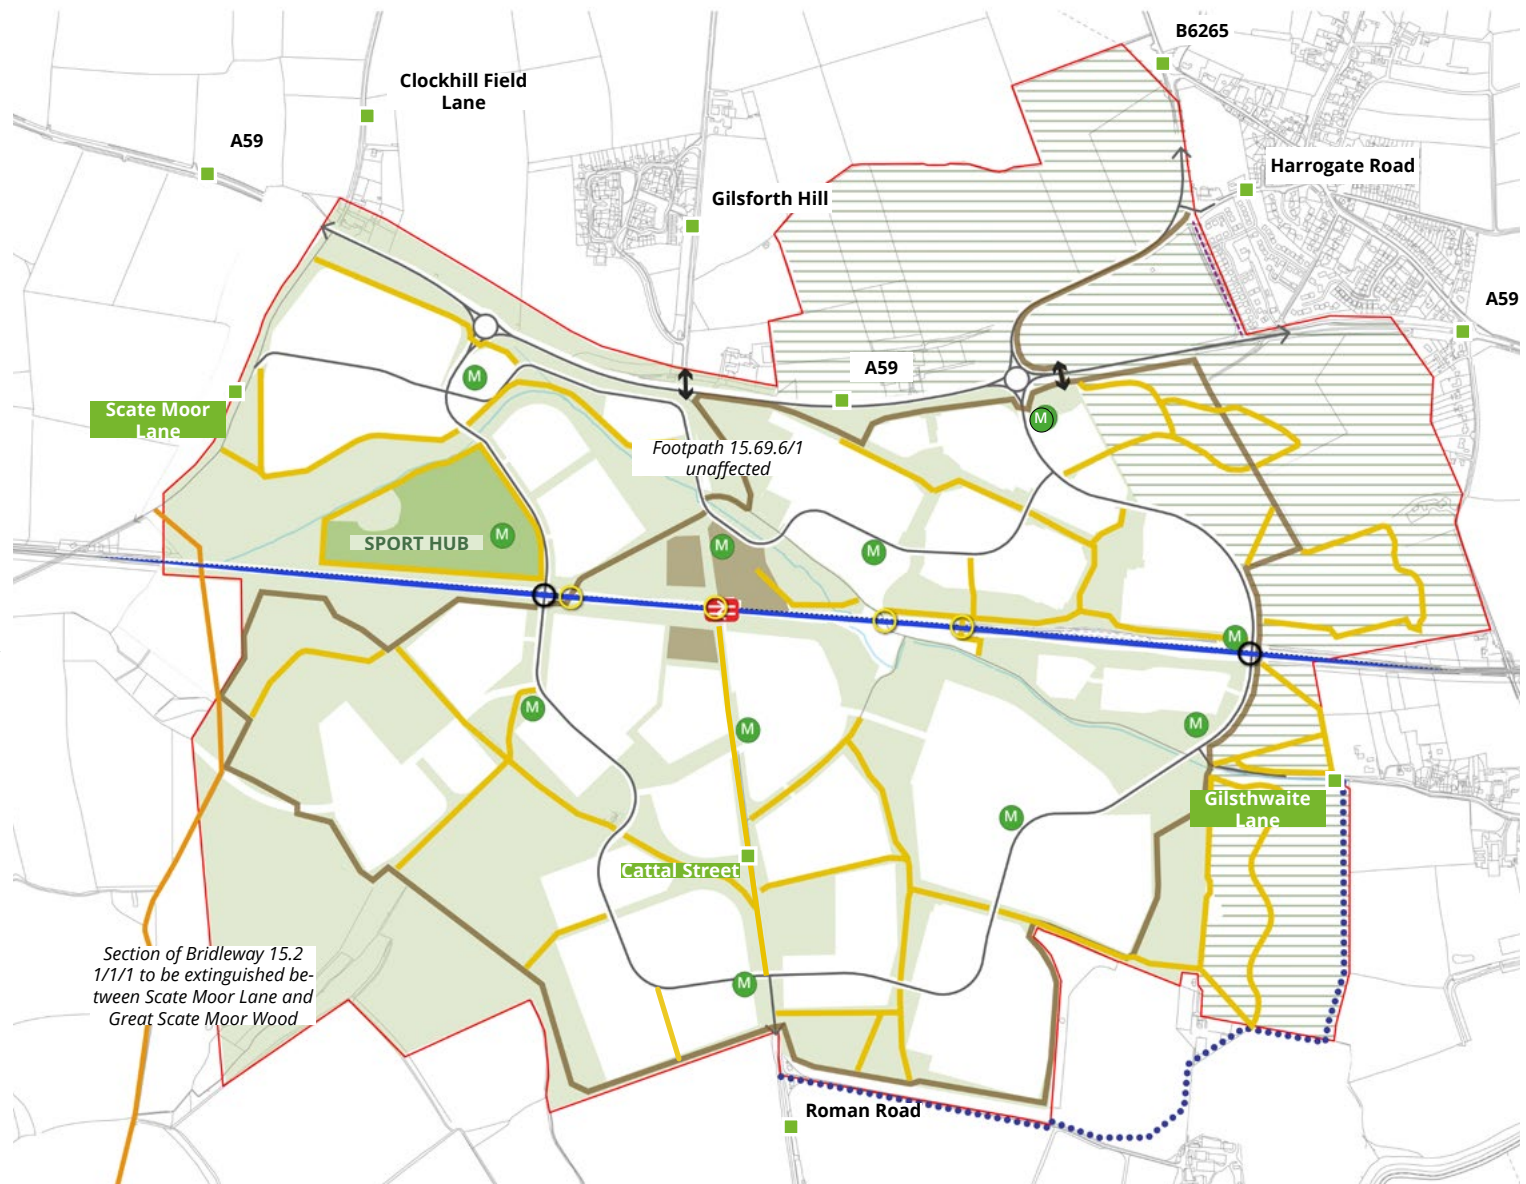 B6265
Clockhill Field
Lane
A59
Harrogate Road
Gilsforth Hill
A59
A59
M
Scate Moor
Lane
M
Footpath 15.69.6/1
unaffected
SPORT HUB
M
M
M
M
M
M
M
Gilsthwaite
Lane
M
Cattal Street
Section of Bridleway 15.2
1/1/1 to be extinguished be-
tween Scate Moor Lane and
Great Scate Moor Wood
M
Roman Road